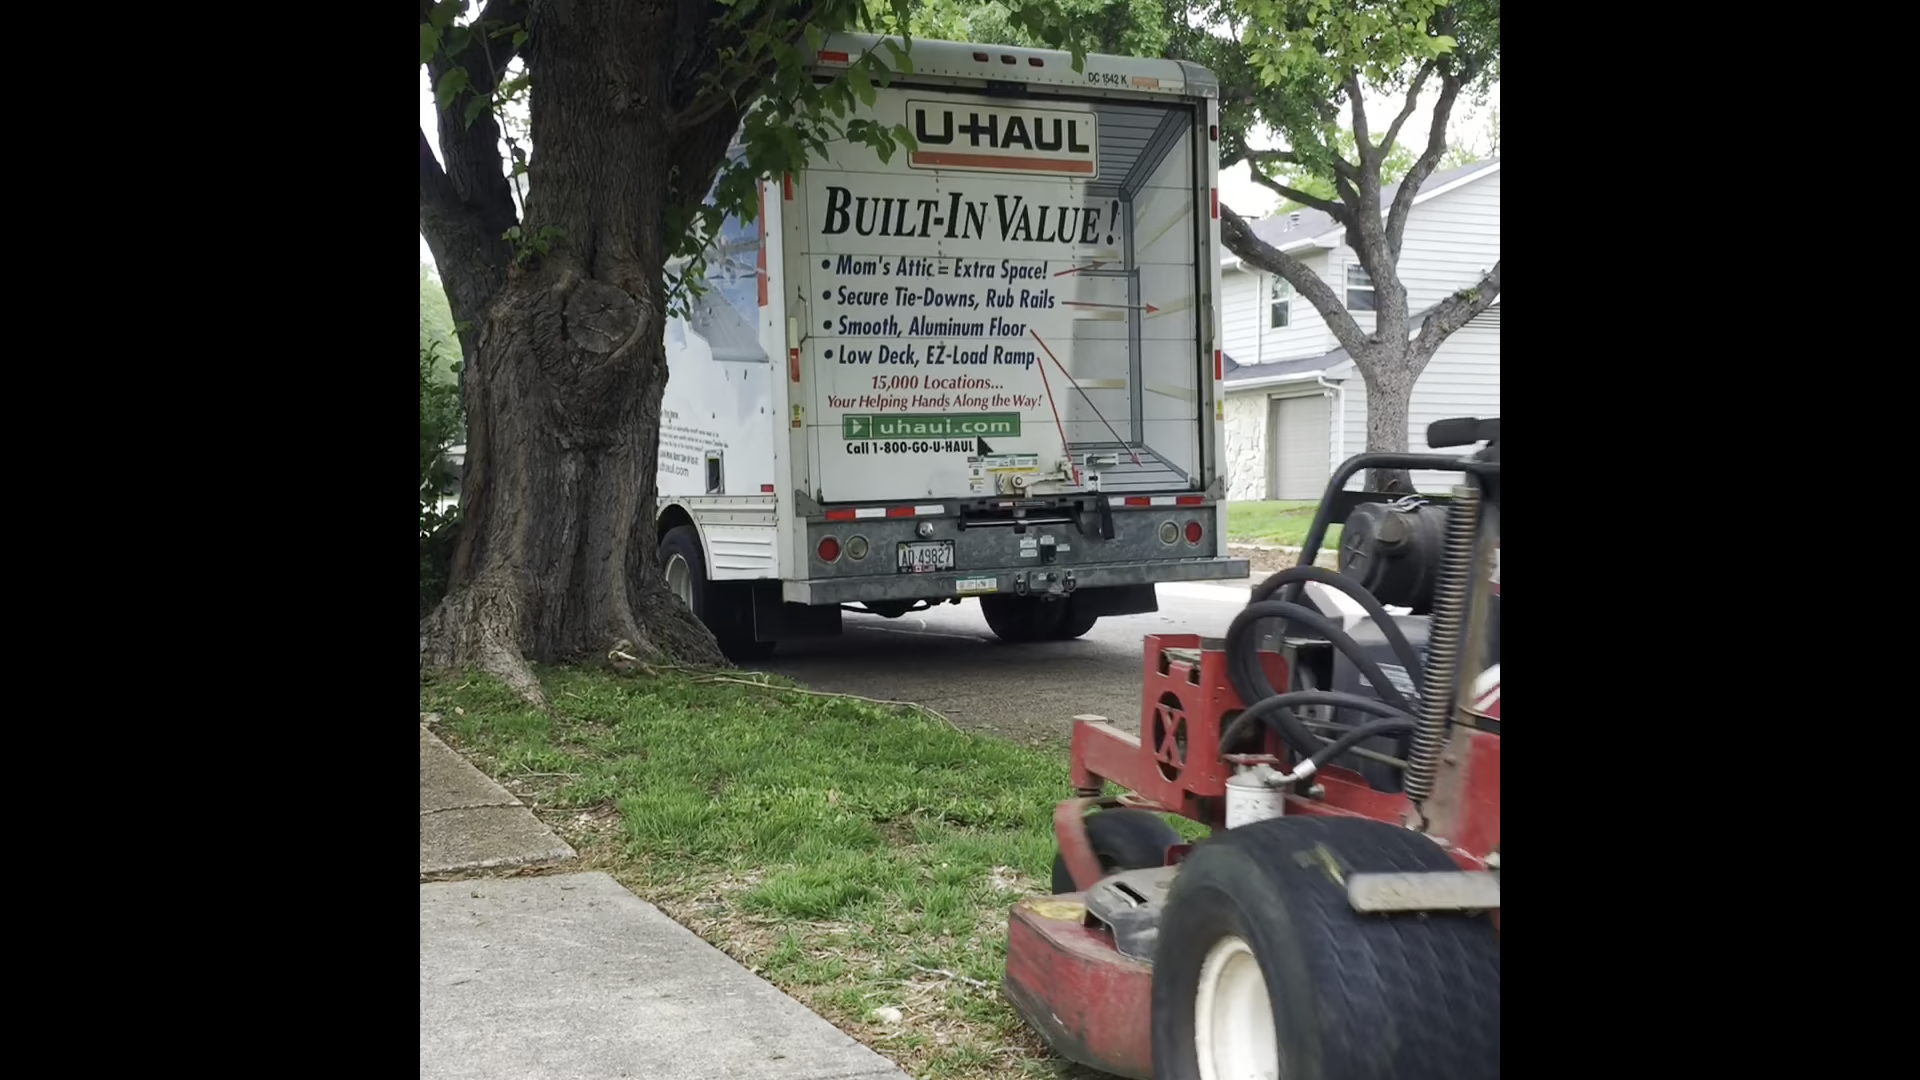 DC 1542 K
U-HAUL
BUILT-IN VALUE!
• Mom's Attic = Extra Space!
• Secure Tie-Downs, Rub Rails
• Smooth, Aluminum Floor
• Low Deck, EZ-Load Ramp
15,000 Locations...
Your Helping Hands Along the Way!
uhaul.com
Call 1-800-GO-U-HAUL
uhaul.com
AD 49827
X